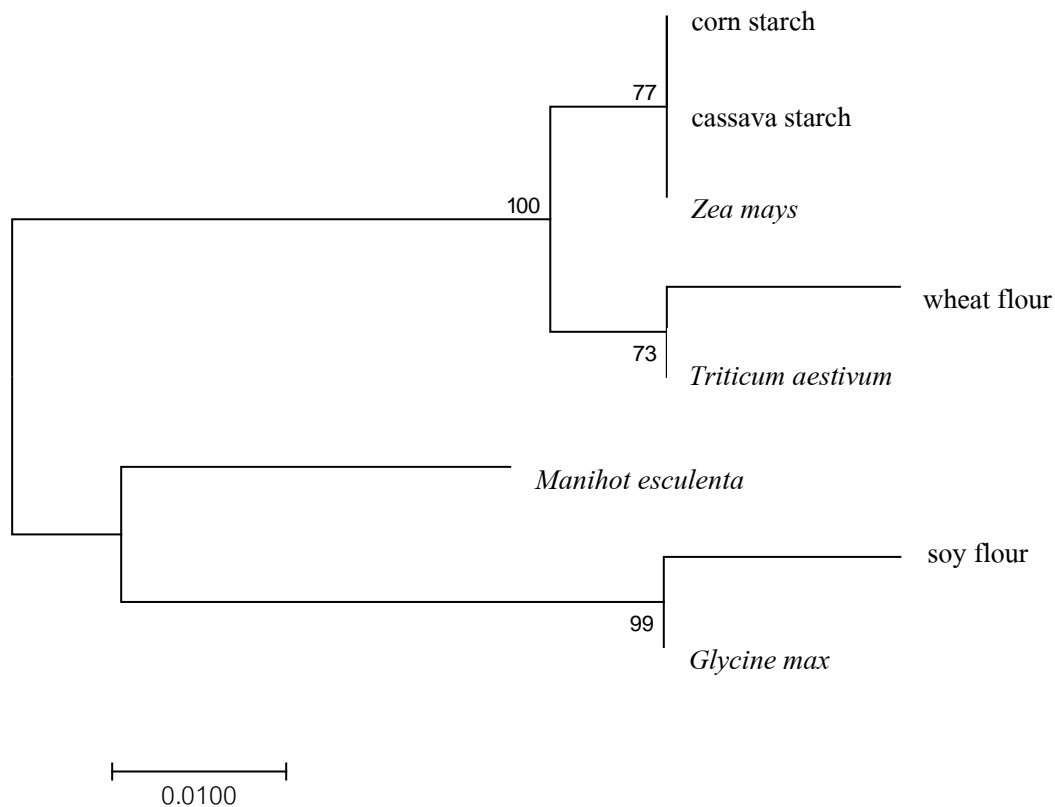 corn starch
77
cassava starch
100
Zea mays
wheat flour
73
Triticum aestivum
Manihot esculenta
soy flour
99
Glycine max
0.0100